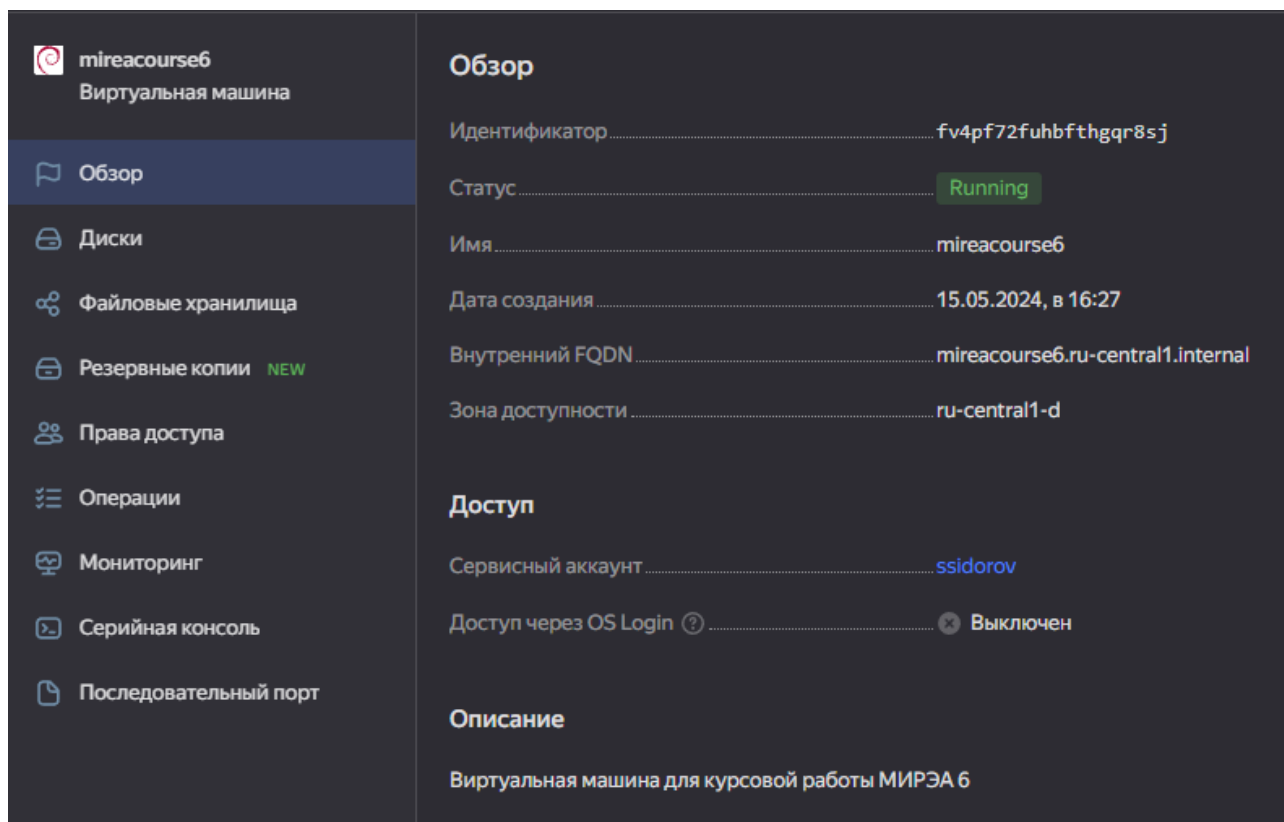 mireacourse6
Виртуальная машина
Обзор
Диски
Файловые хранилища
Резервные копии NEW
Права доступа
Операции
Мониторинг
Серийная консоль
Последовательный порт
Обзор
Идентификатор fv4pf72fuhbfthgqr8sj
Статус Running
Имя mireacourse6
Дата создания 15.05.2024, в 16:27
Внутренний FQDN mireacourse6.ru-central1.internal
Зона доступности ru-central1-d
Доступ
Сервисный аккаунт ssidorov
Доступ через OS Login ? Выключен
Описание
Виртуальная машина для курсовой работы МИРЭА 6